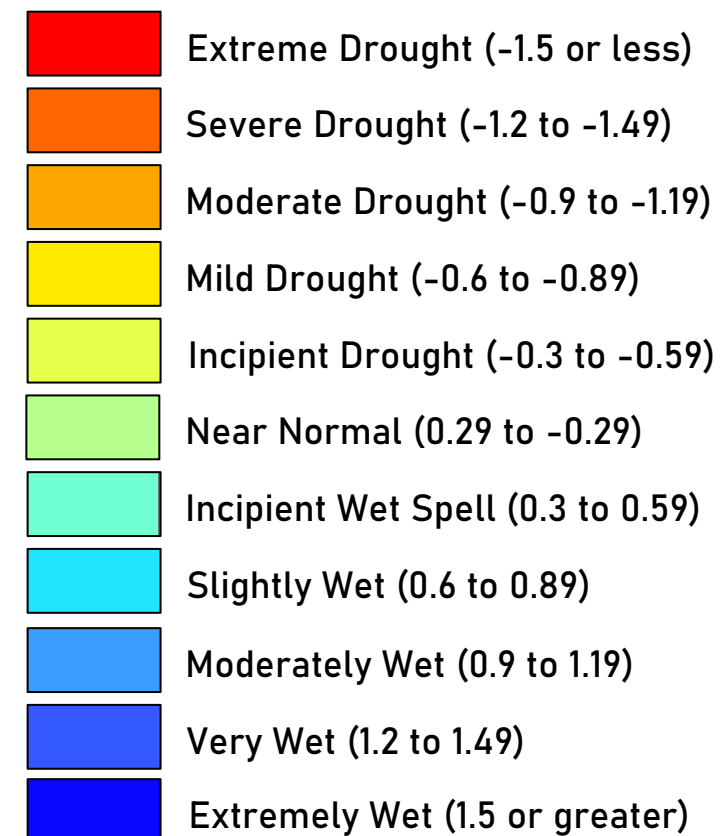 Extreme Drought (-1.5 or less)
Severe Drought (-1.2 to -1.49)
Moderate Drought (-0.9 to -1.19)
Mild Drought (-0.6 to -0.89)
Incipient Drought (-0.3 to -0.59)
Near Normal (0.29 to -0.29)
Incipient Wet Spell (0.3 to 0.59)
Slightly Wet (0.6 to 0.89)
Moderately Wet (0.9 to 1.19)
Very Wet (1.2 to 1.49)
Extremely Wet (1.5 or greater)